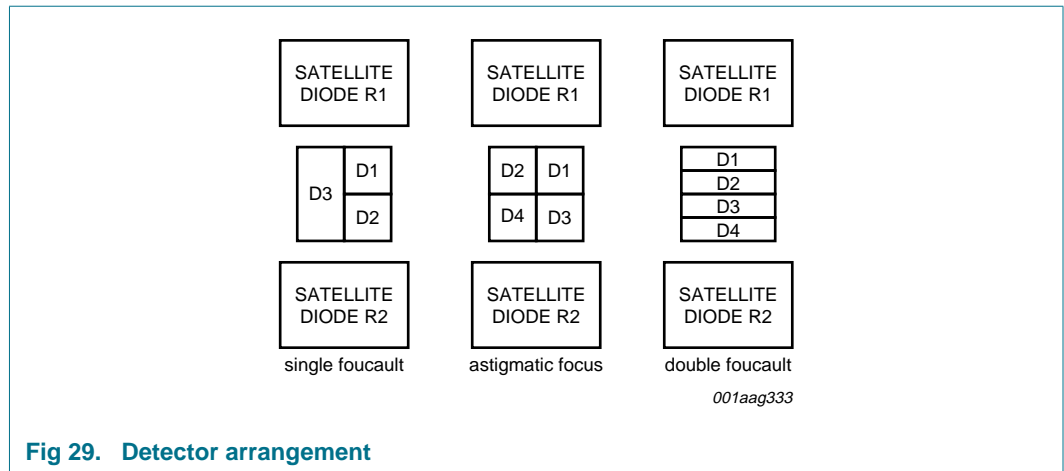 SATELLITE
DIODE R1
SATELLITE
DIODE R1
SATELLITE
DIODE R1
D3
D1
D2
D2
D1
D4
D3
D1
D2
D3
D4
SATELLITE
DIODE R2
SATELLITE
DIODE R2
SATELLITE
DIODE R2
single foucault
astigmatic focus
double foucault
001aag333
Fig 29. Detector arrangement